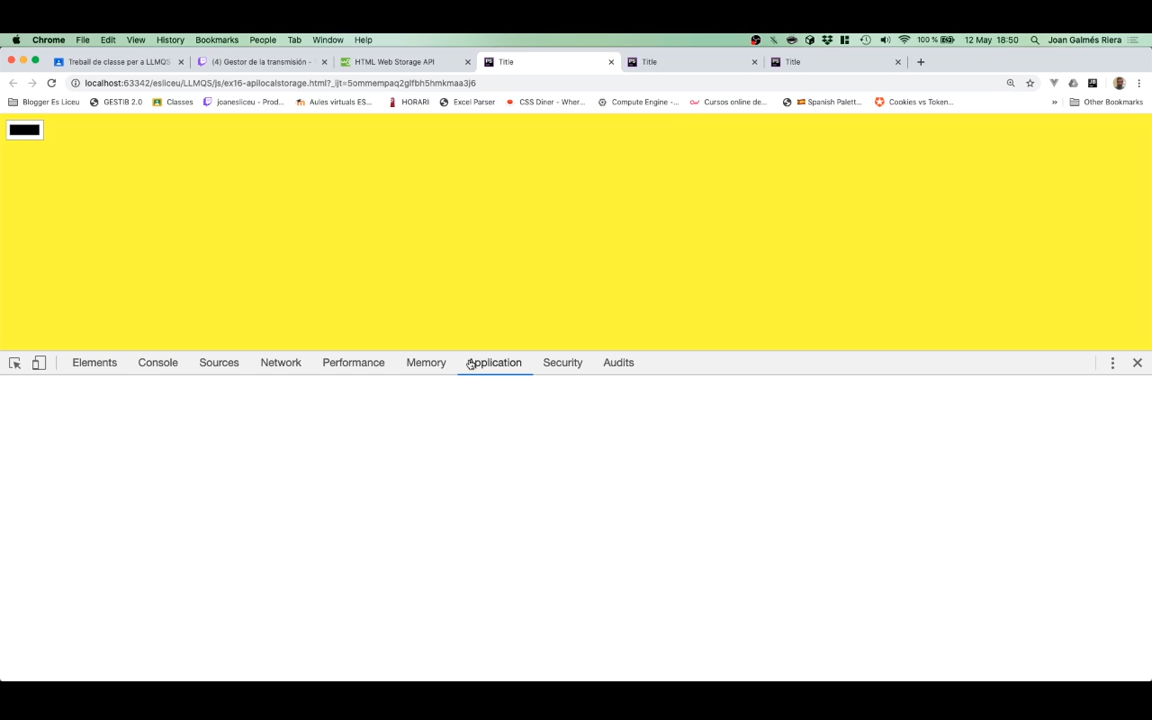 Chrome File Edit View History Bookmarks People Tab Window Help 100 % 12 May 18:50 Joan Galmés Riera
Treball de classe per a LLMQS (4) Gestor de la transmisión - HTML Web Storage API Title Title Title
localhost:63342/esliceu/LLMQS/js/ex16-apilocalstorage.html?_ijt=5ommempaq2glfbh5hmkmaa3j6
Blogger Es Liceu GESTIB 2.0 Classes joanesliceu - Prod... Aules virtuals ES... HORARI Excel Parser CSS Diner - Wher... Compute Engine -... Cursos online de... Spanish Palett... Cookies vs Token... » Other Bookmarks
Elements Console Sources Network Performance Memory Application Security Audits